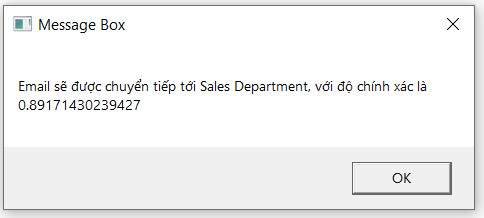 Message Box
Email sẽ được chuyển tiếp tới Sales Department, với độ chính xác là
0.89171430239427
OK